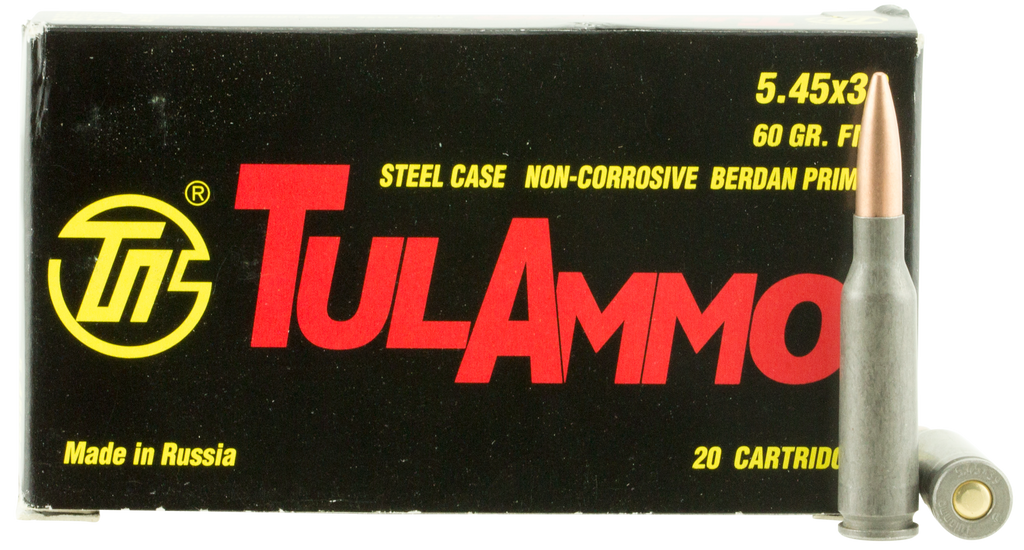 5.45x3
60 GR. F
STEEL CASE NON-CORROSIVE BERDAN PRIM
®
TULAMMO
Made in Russia
20 CARTRID